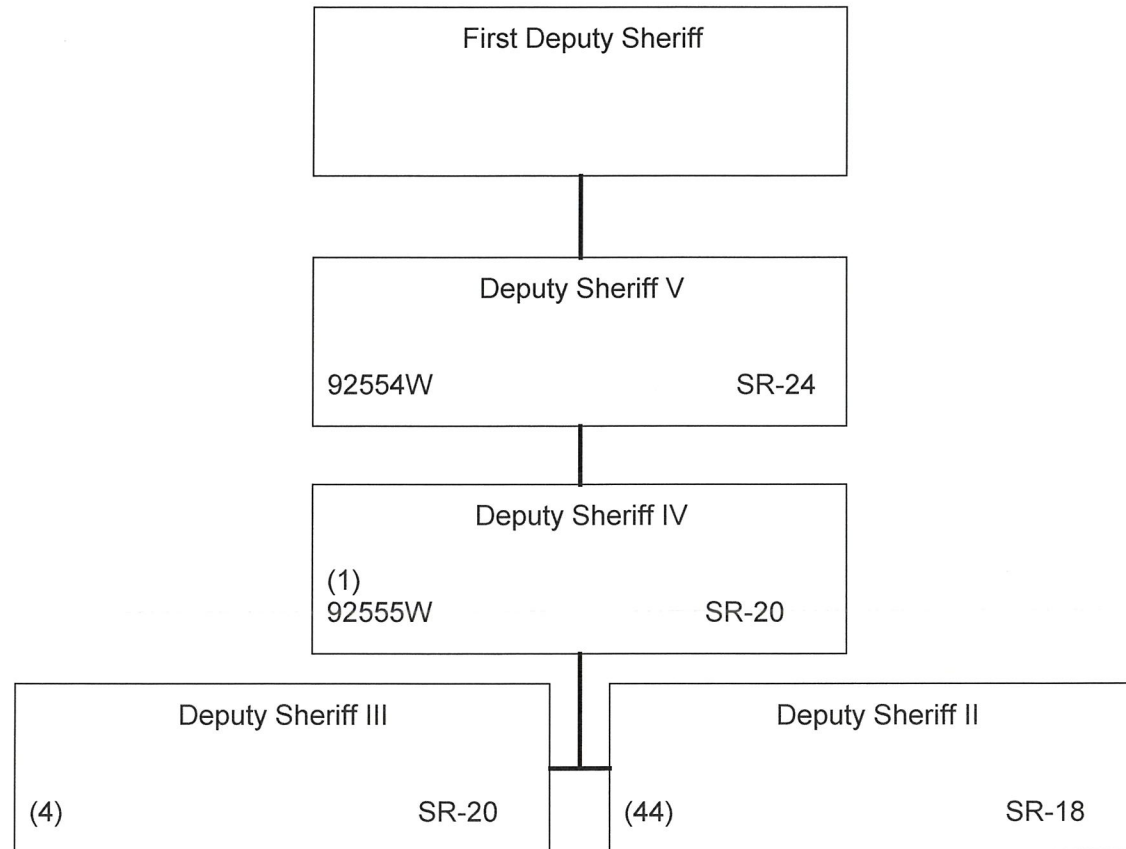 First Deputy Sheriff
Deputy Sheriff V
92554W SR-24
Deputy Sheriff IV
(1)
92555W SR-20
Deputy Sheriff III
(4) SR-20
Deputy Sheriff II
(44) SR-18